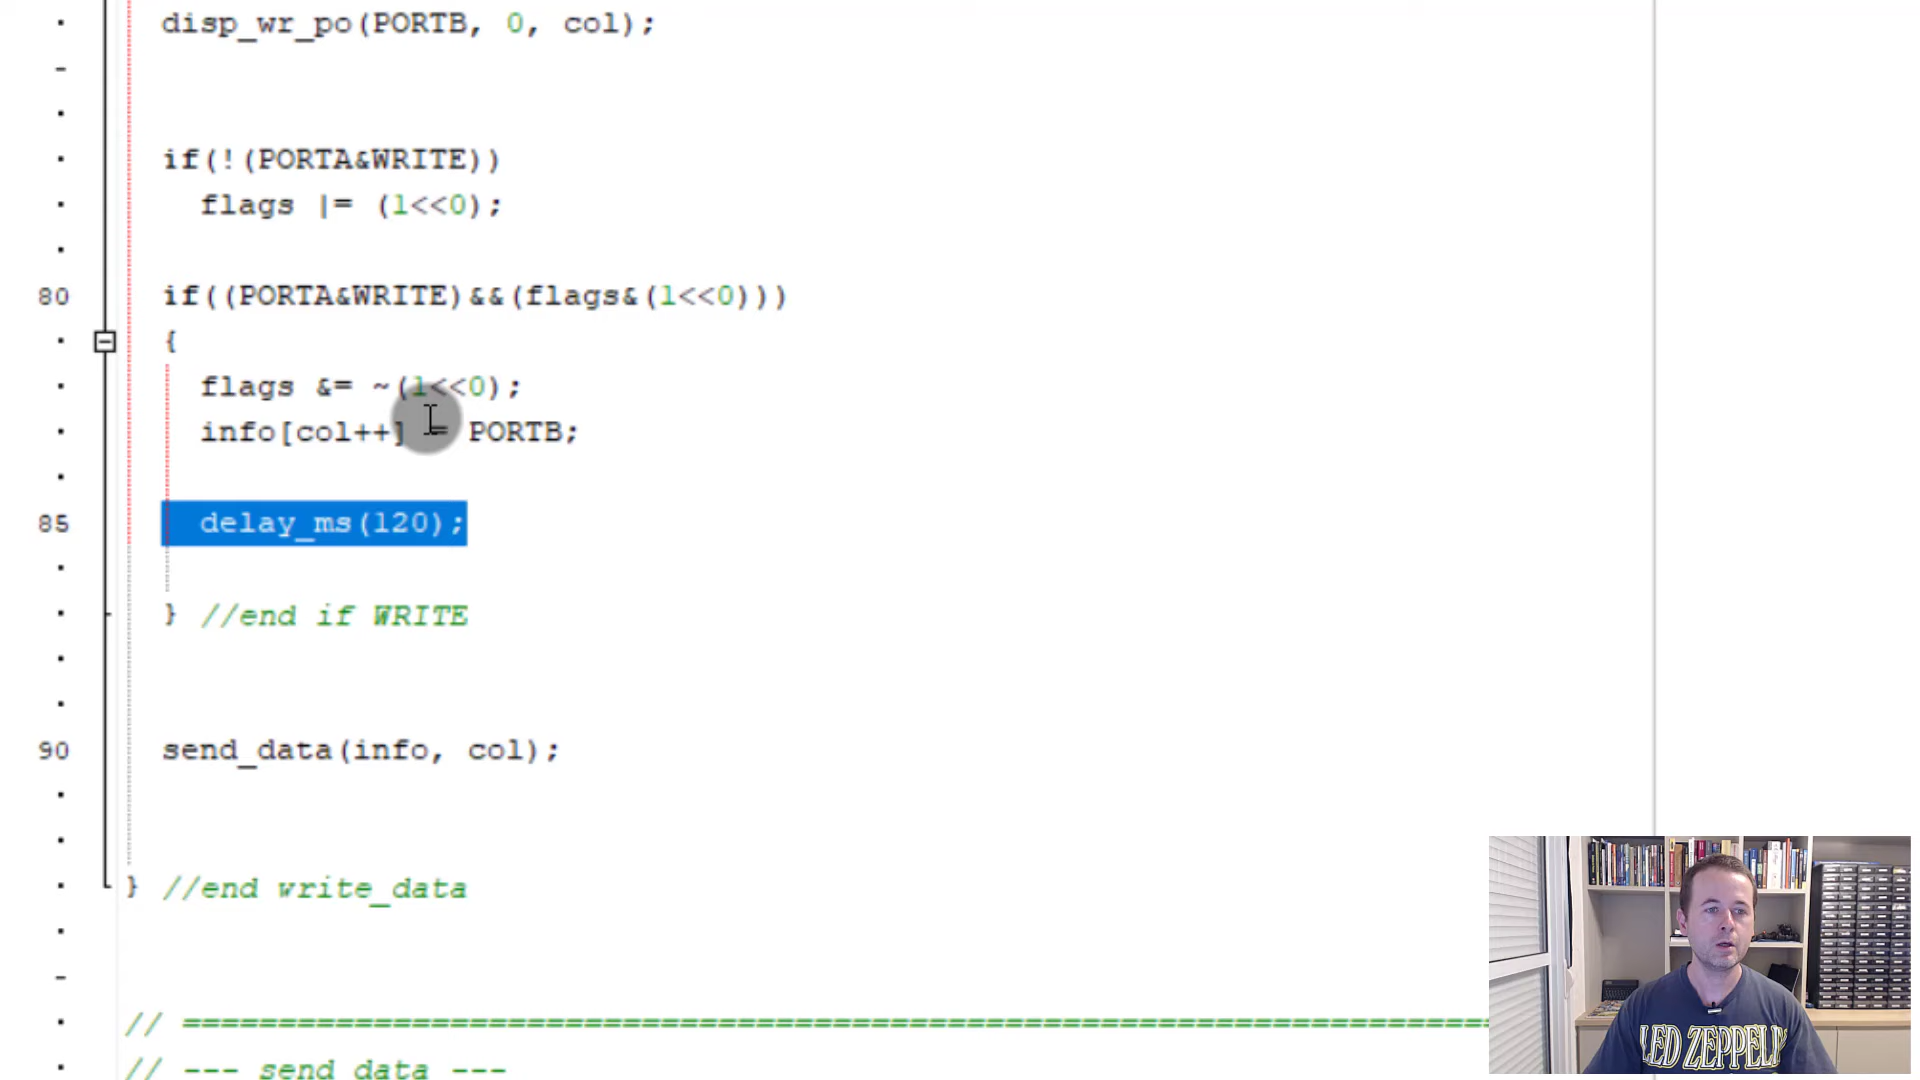 disp_wr_po(PORTB, 0, col);
if(!(PORTA&WRITE))
flags |= (1<<0);
80 if((PORTA&WRITE)&&(flags&(1<<0)))
{
flags &= ~(1<<0);
info[col++] = PORTB;
85 delay_ms(120);
} //end if WRITE
90 send_data(info, col);
} //end write_data
// =====================================================================
// --- send data ---
LED ZEPPELIN